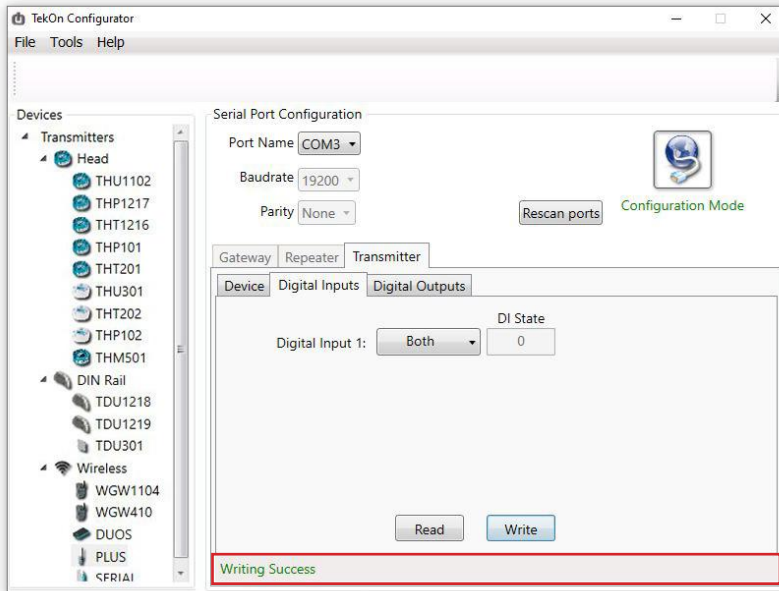 TekOn Configurator
File Tools Help
Devices
Transmitters
Head
THU1102
THP1217
THT1216
THP101
THT201
THU301
THT202
THP102
THM501
DIN Rail
TDU1218
TDU1219
TDU301
Wireless
WGW1104
WGW410
DUOS
PLUS
SERIAL
Serial Port Configuration
Port Name COM3
Baudrate 19200
Parity None
Rescan ports
Configuration Mode
Gateway Repeater Transmitter
Device Digital Inputs Digital Outputs
DI State
Digital Input 1: Both 0
Read Write
Writing Success